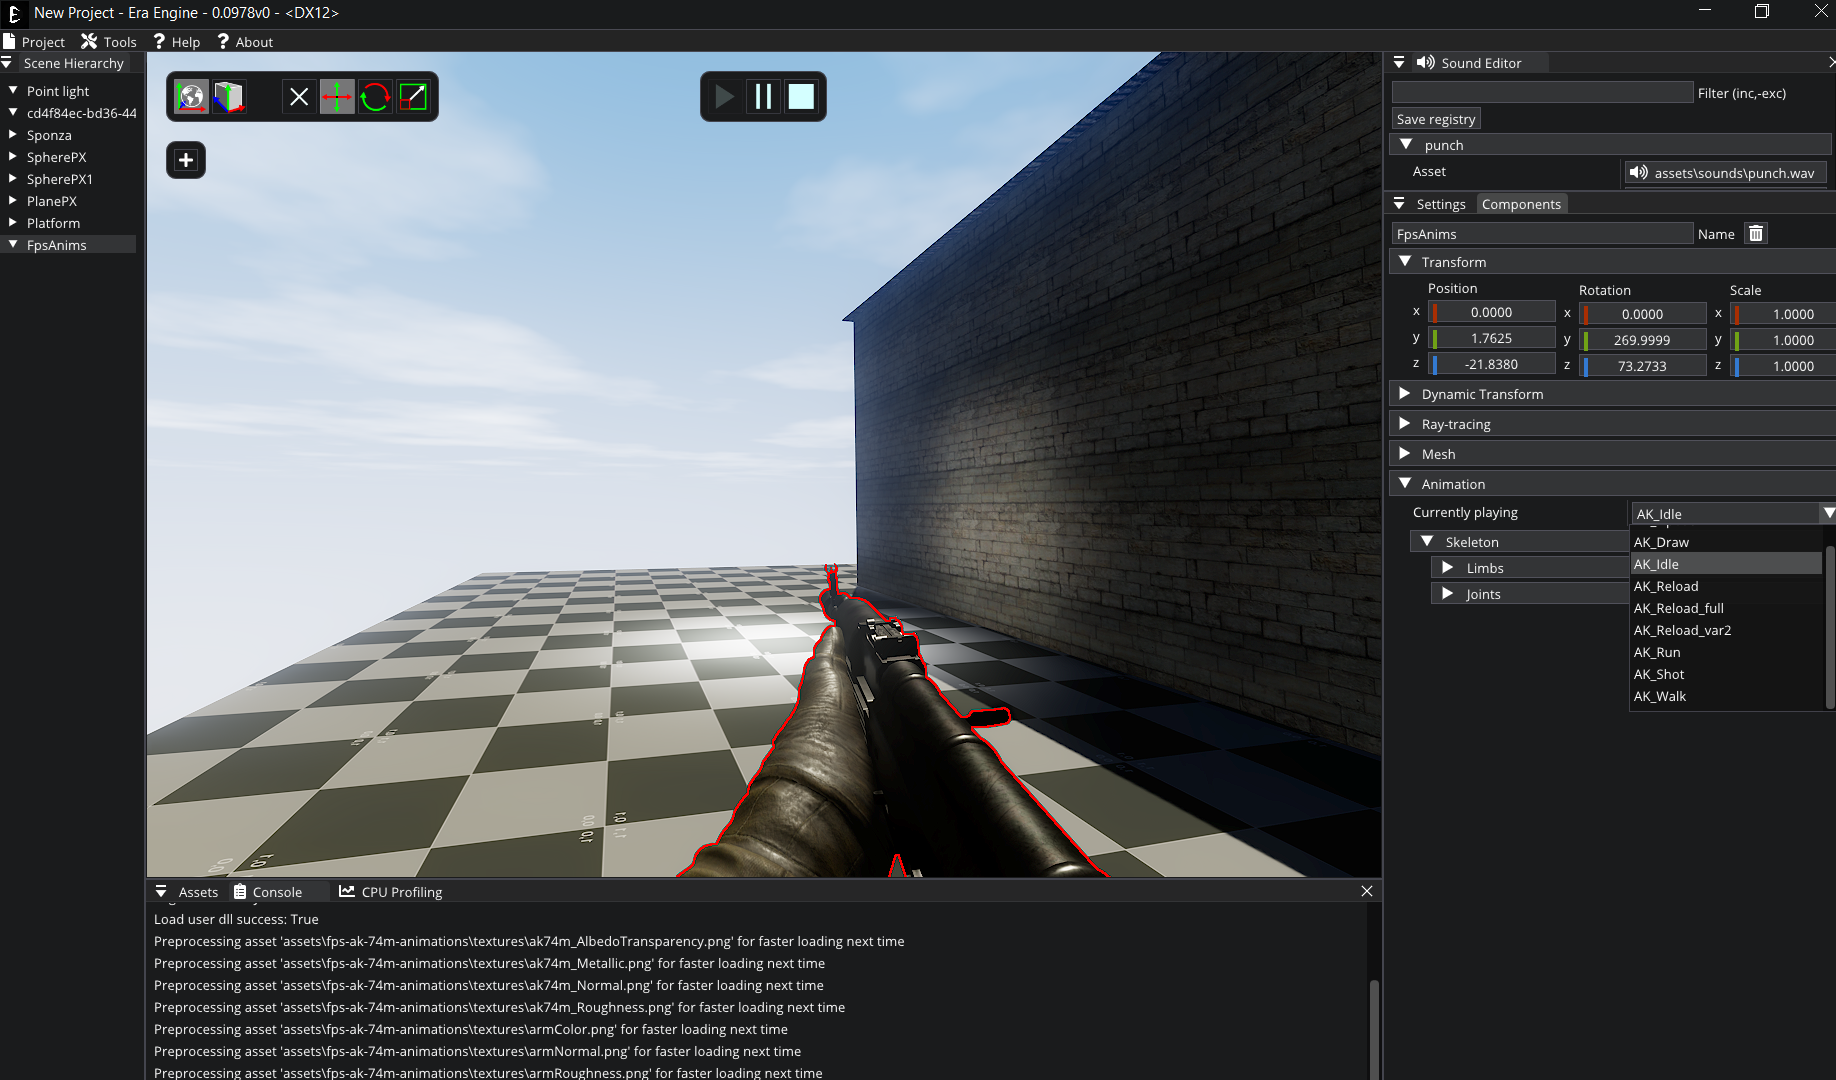 New Project - Era Engine - 0.0978v0 - <DX12>
Project Tools ? Help ? About
Scene Hierarchy
Point light
cd4f84ec-bd36-44
Sponza
SpherePX
SpherePX1
PlanePX
Platform
FpsAnims
Sound Editor
Filter (inc,-exc)
Save registry
punch
Asset assets\sounds\punch.wav
Settings Components
FpsAnims Name
Transform
Position Rotation Scale
x 0.0000 x 0.0000 x 1.0000
y 1.7625 y 269.9999 y 1.0000
z -21.8380 z 73.2733 z 1.0000
Dynamic Transform
Ray-tracing
Mesh
Animation
Currently playing AK_Idle
Skeleton
Limbs
Joints
AK_Draw
AK_Idle
AK_Reload
AK_Reload_full
AK_Reload_var2
AK_Run
AK_Shot
AK_Walk
Assets Console CPU Profiling
Load user dll success: True
Preprocessing asset 'assets\fps-ak-74m-animations\textures\ak74m_AlbedoTransparency.png' for faster loading next time
Preprocessing asset 'assets\fps-ak-74m-animations\textures\ak74m_Metallic.png' for faster loading next time
Preprocessing asset 'assets\fps-ak-74m-animations\textures\ak74m_Normal.png' for faster loading next time
Preprocessing asset 'assets\fps-ak-74m-animations\textures\ak74m_Roughness.png' for faster loading next time
Preprocessing asset 'assets\fps-ak-74m-animations\textures\armColor.png' for faster loading next time
Preprocessing asset 'assets\fps-ak-74m-animations\textures\armNormal.png' for faster loading next time
Preprocessing asset 'assets\fps-ak-74m-animations\textures\armRoughness.png' for faster loading next time